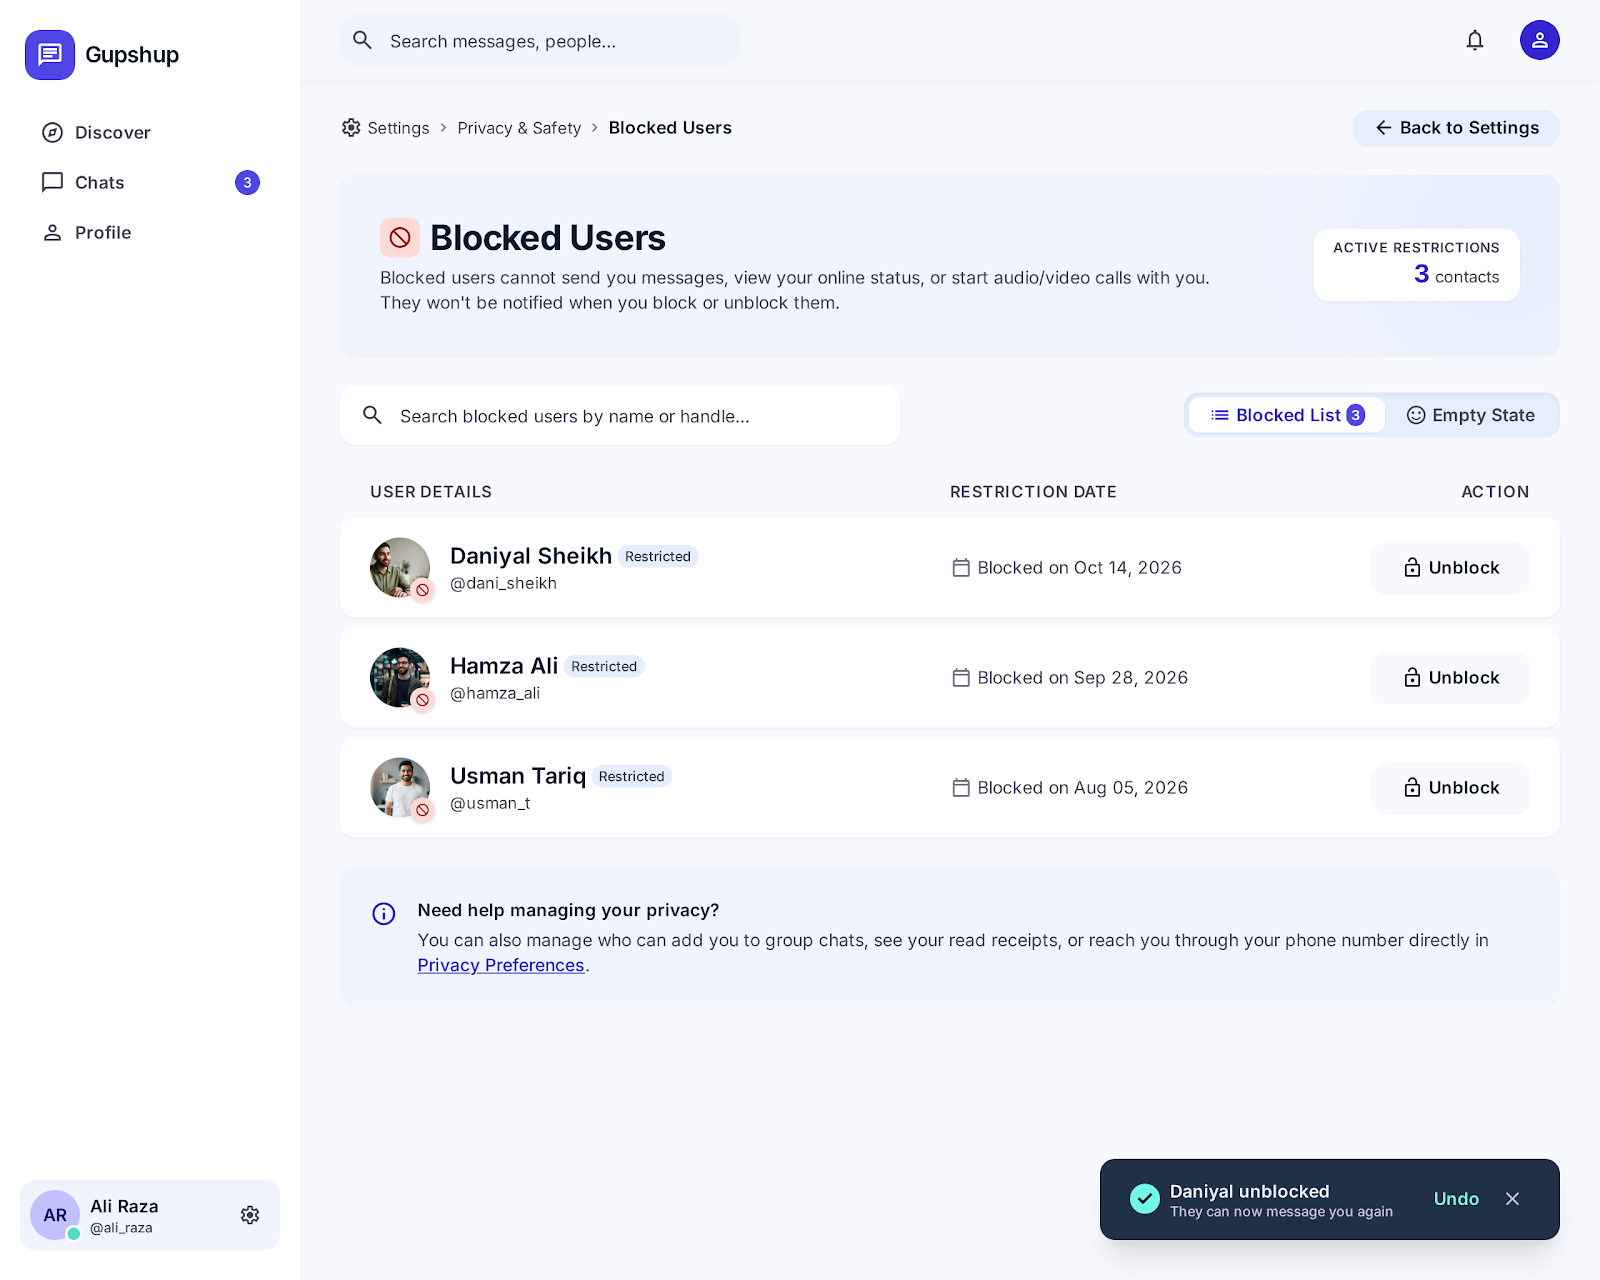 Gupshup
Discover
Chats
3
Profile
Search messages, people...
Settings > Privacy & Safety > Blocked Users
Back to Settings
Blocked Users
Blocked users cannot send you messages, view your online status, or start audio/video calls with you.
They won't be notified when you block or unblock them.
ACTIVE RESTRICTIONS
3 contacts
Search blocked users by name or handle...
Blocked List 3
Empty State
USER DETAILS
RESTRICTION DATE
ACTION
Daniyal Sheikh Restricted
@dani_sheikh
Blocked on Oct 14, 2026
Unblock
Hamza Ali Restricted
@hamza_ali
Blocked on Sep 28, 2026
Unblock
Usman Tariq Restricted
@usman_t
Blocked on Aug 05, 2026
Unblock
Need help managing your privacy?
You can also manage who can add you to group chats, see your read receipts, or reach you through your phone number directly in
Privacy Preferences.
AR
Ali Raza
@ali_raza
Daniyal unblocked
They can now message you again
Undo